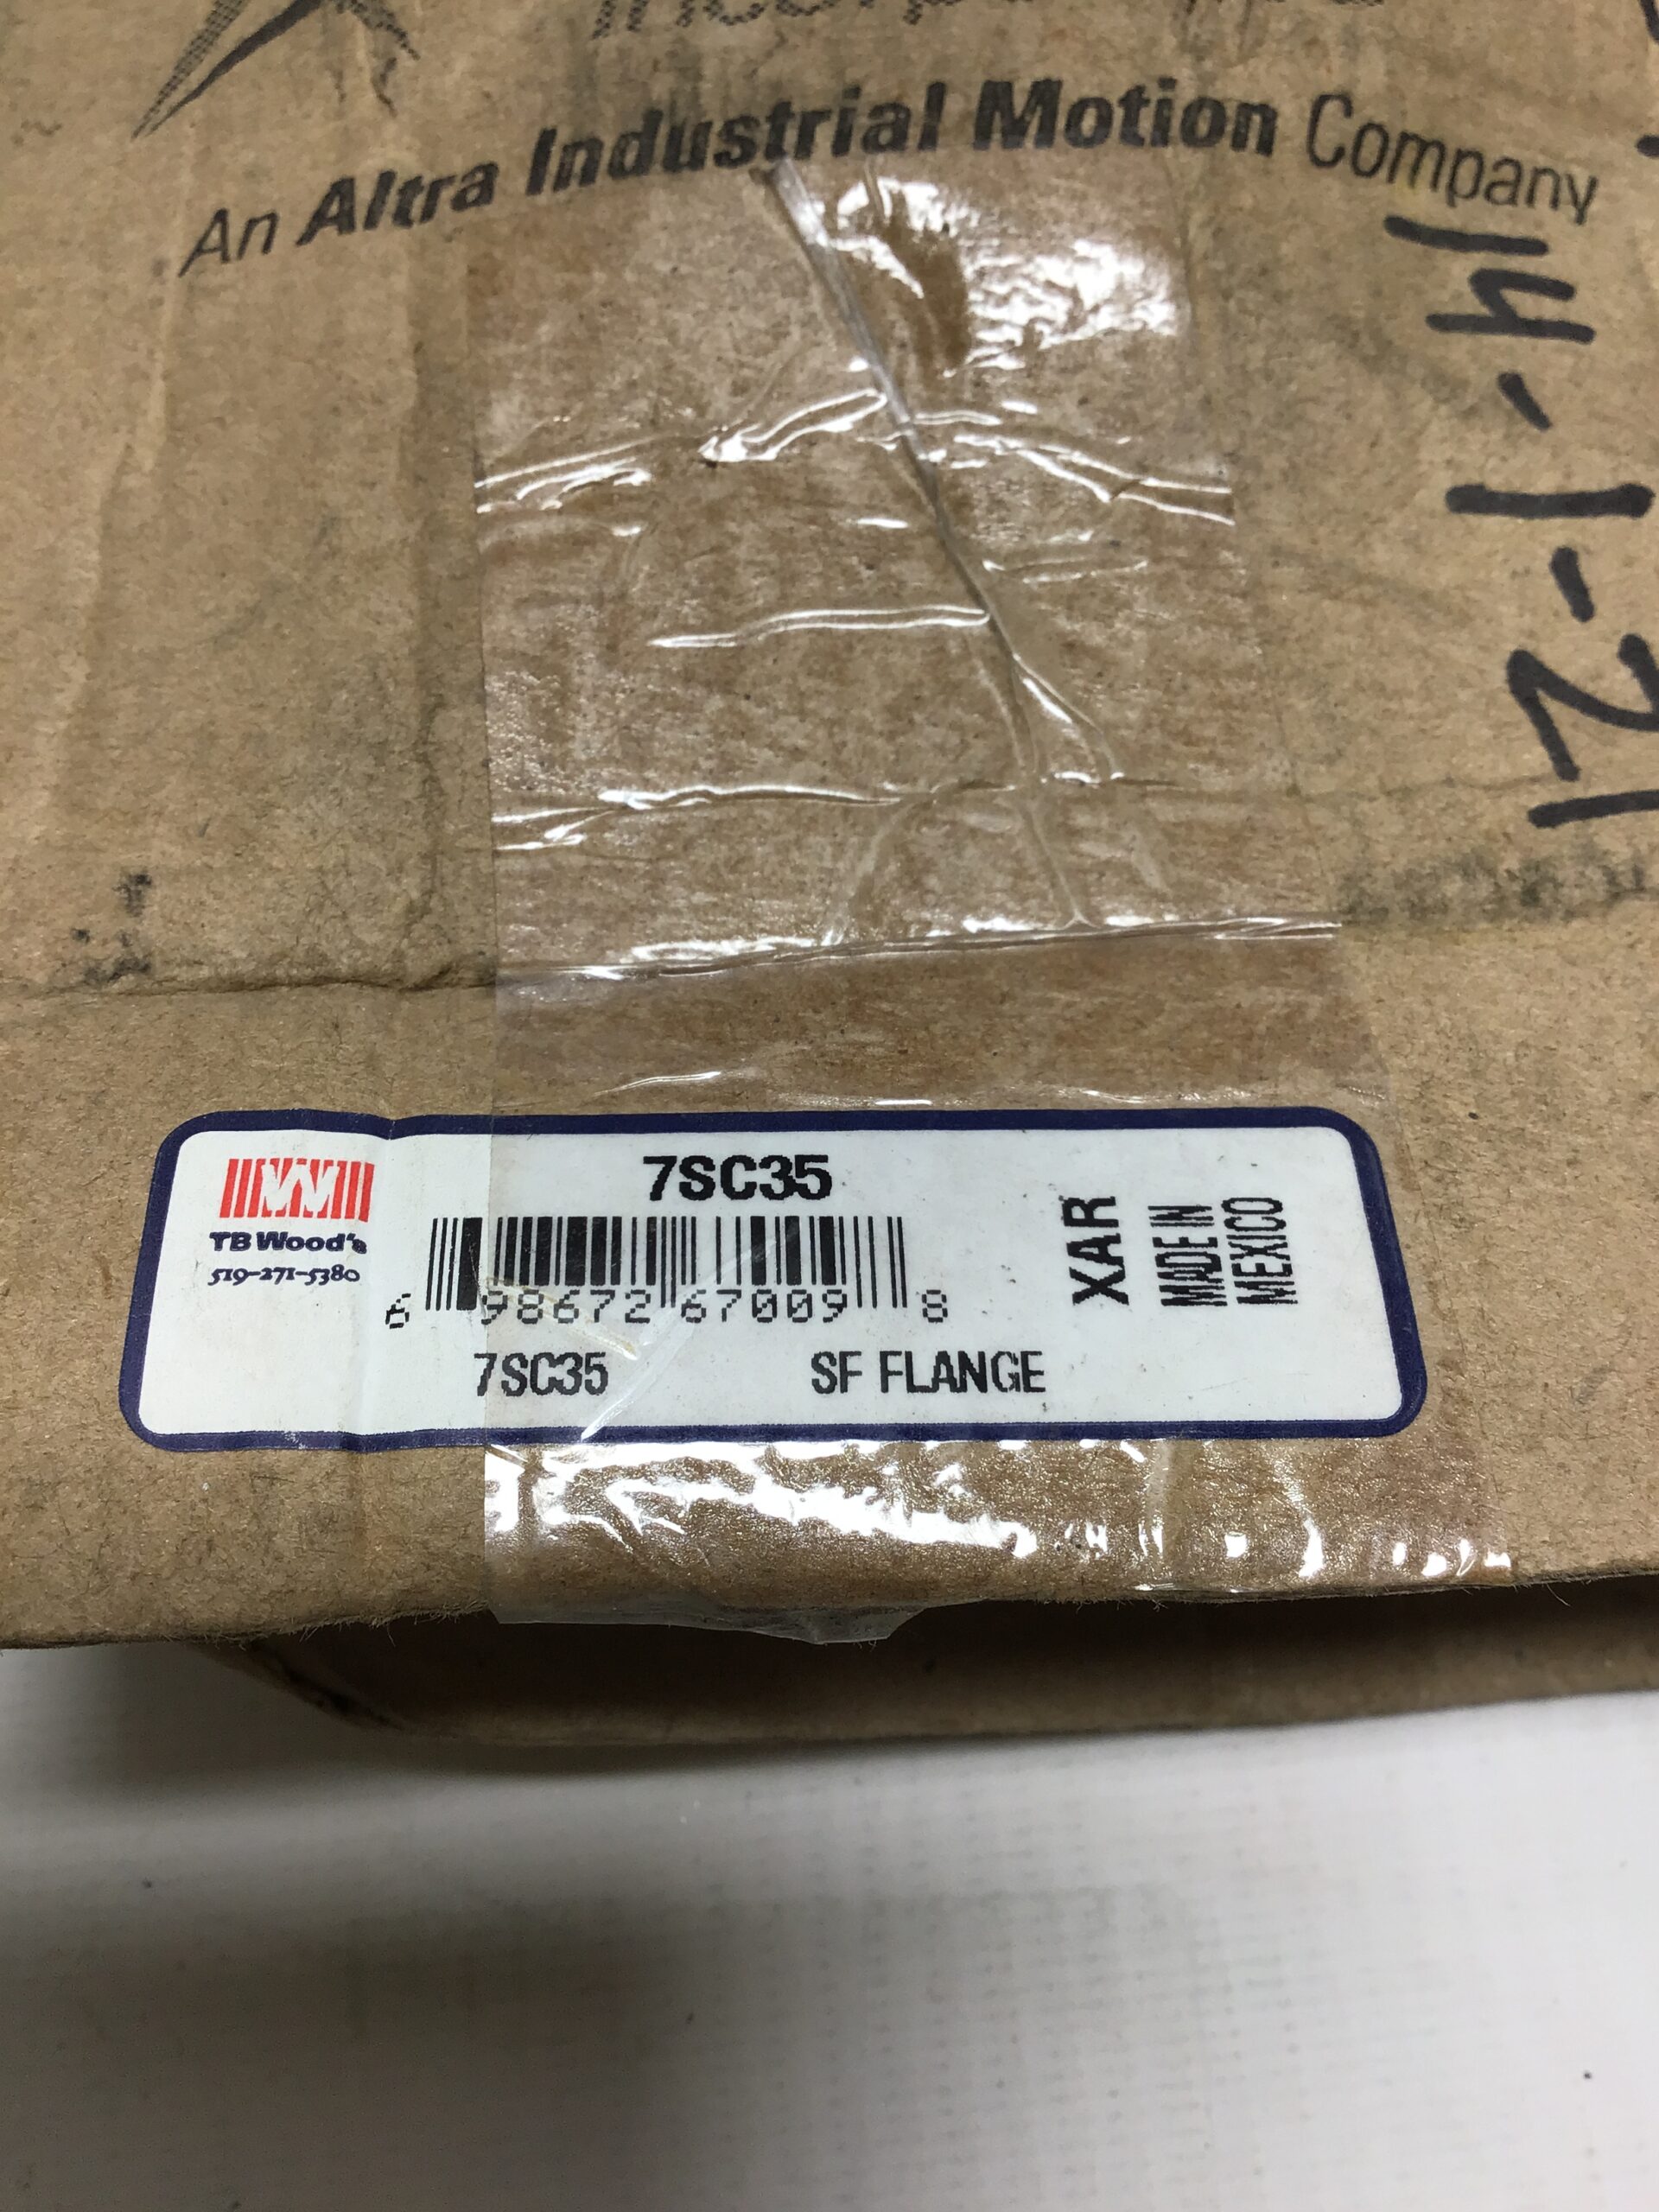 An Altra Industrial Motion Company
12-1-14
7SC35
TB Wood's
519-271-5380
6 98672 67009 8
XAR
MADE IN
MEXICO
7SC35 SF FLANGE